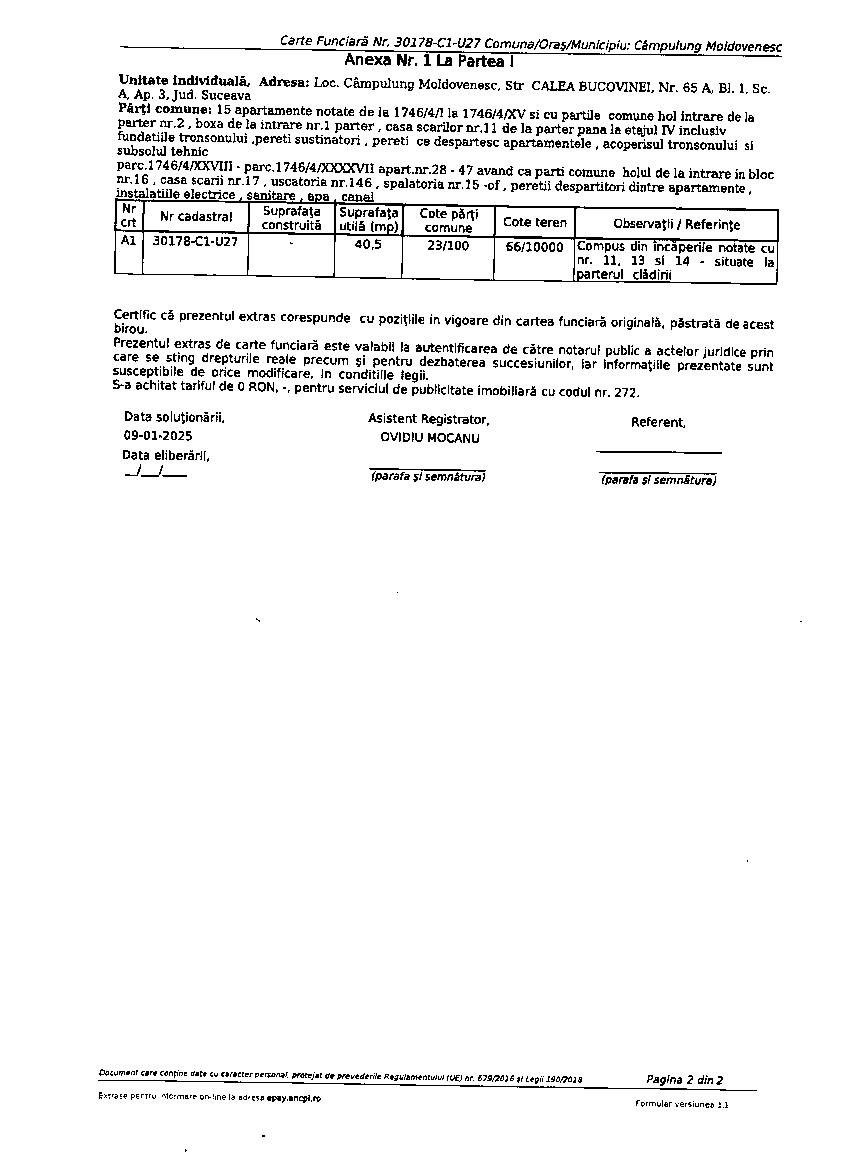 Carte Funciară Nr. 30178-C1-U27 Comuna/Oraș/Municipiu: Câmpulung Moldovenesc
Anexa Nr. 1 La Partea I
Unitate individuală, Adresa: Loc. Câmpulung Moldovenesc, Str CALEA BUCOVINEI, Nr. 65 A, Bl. 1, Sc.
A, Ap. 3, Jud. Suceava
Părți comune: 15 apartamente notate de la 1746/4/I la 1746/4/XV si cu partile comune hol intrare de la
parter nr.2 , boxa de la intrare nr.1 parter , casa scarilor nr.11 de la parter pana la etajul IV inclusiv
fundatiile tronsonului ,pereti sustinatori , pereti ce despartesc apartamentele , acoperisul tronsonului si
subsolul tehnic
parc.1746/4/XXVIII - parc.1746/4/XXXXVII apart.nr.28 - 47 avand ca parti comune holul de la intrare in bloc
nr.16 , casa scarii nr.17 , uscatoria nr.146 , spalatoria nr.15 -of , peretii despartitori dintre apartamente ,
instalatiile electrice , sanitare , apa , canal
Nr crt | Nr cadastral | Suprafața construită | Suprafața utilă (mp) | Cote părți comune | Cote teren | Observații / Referințe
A1 | 30178-C1-U27 | - | 40,5 | 23/100 | 66/10000 | Compus din încăperile notate cu
nr. 11, 13 si 14 - situate la
parterul clădirii
Certific că prezentul extras corespunde cu pozițiile in vigoare din cartea funciară originală, păstrată de acest
birou.
Prezentul extras de carte funciară este valabil la autentificarea de către notarul public a actelor juridice prin
care se sting drepturile reale precum și pentru dezbaterea succesiunilor, iar informațiile prezentate sunt
susceptibile de orice modificare, în condițiile legii.
S-a achitat tariful de 0 RON, -, pentru serviciul de publicitate imobiliară cu codul nr. 272.
Data soluționării,
09-01-2025
Data eliberării,
_/_/_
Asistent Registrator,
OVIDIU MOCANU
(parafa și semnătura)
Referent,
(parafa și semnătura)
Document care conține date cu caracter personal, protejat de prevederile Regulamentului (UE) nr. 679/2016 și Legii 190/2018
Pagina 2 din 2
Extrase pentru informare on-line la adresa epay.ancpi.ro
Formular versiunea 1.1